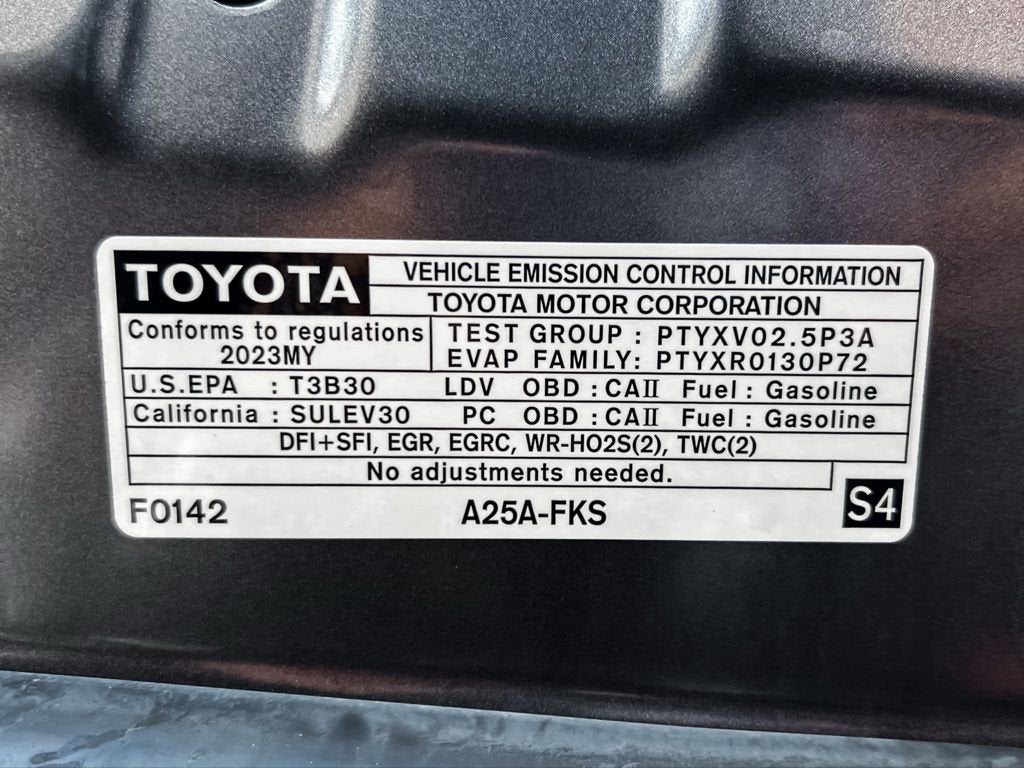 TOYOTA
VEHICLE EMISSION CONTROL INFORMATION
TOYOTA MOTOR CORPORATION
Conforms to regulations
2023MY
TEST GROUP : PTYXV02.5P3A
EVAP FAMILY: PTYXR0130P72
U.S.EPA : T3B30 LDV OBD : CAⅡ Fuel : Gasoline
California : SULEV30 PC OBD : CAⅡ Fuel : Gasoline
DFI+SFI, EGR, EGRC, WR-HO2S(2), TWC(2)
No adjustments needed.
F0142 A25A-FKS S4